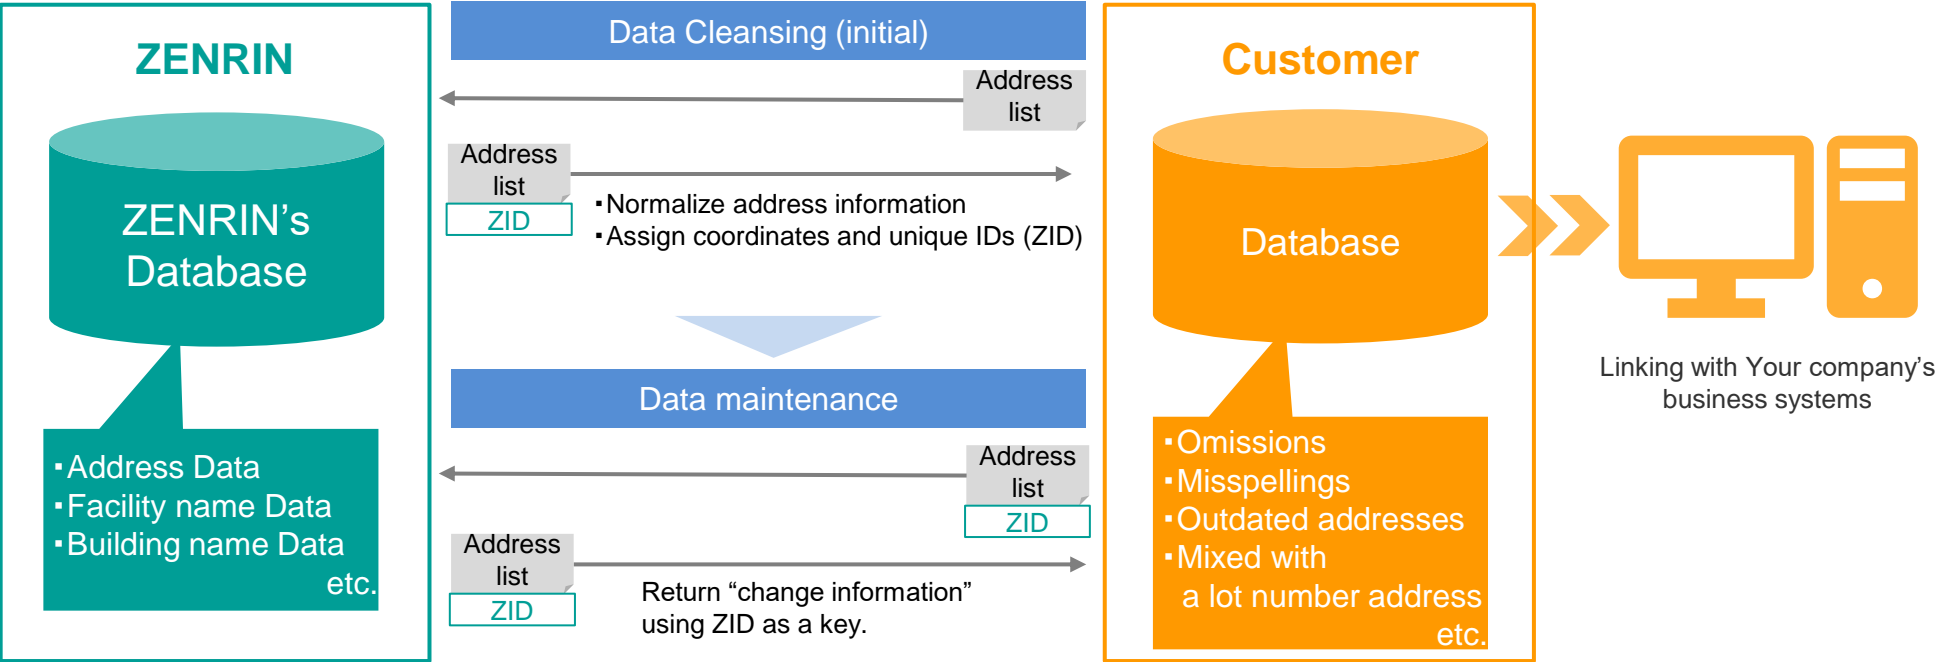 ZENRIN
ZENRIN’s
Database
▪Address Data
▪Facility name Data
▪Building name Data
etc.
Data Cleansing (initial)
Address
list
Address
list
ZID
▪Normalize address information
▪Assign coordinates and unique IDs (ZID)
Data maintenance
Address
list
ZID
Address
list
ZID
Return “change information”
using ZID as a key.
Customer
Database
▪Omissions
▪Misspellings
▪Outdated addresses
▪Mixed with
a lot number address
etc.
Linking with Your company’s
business systems